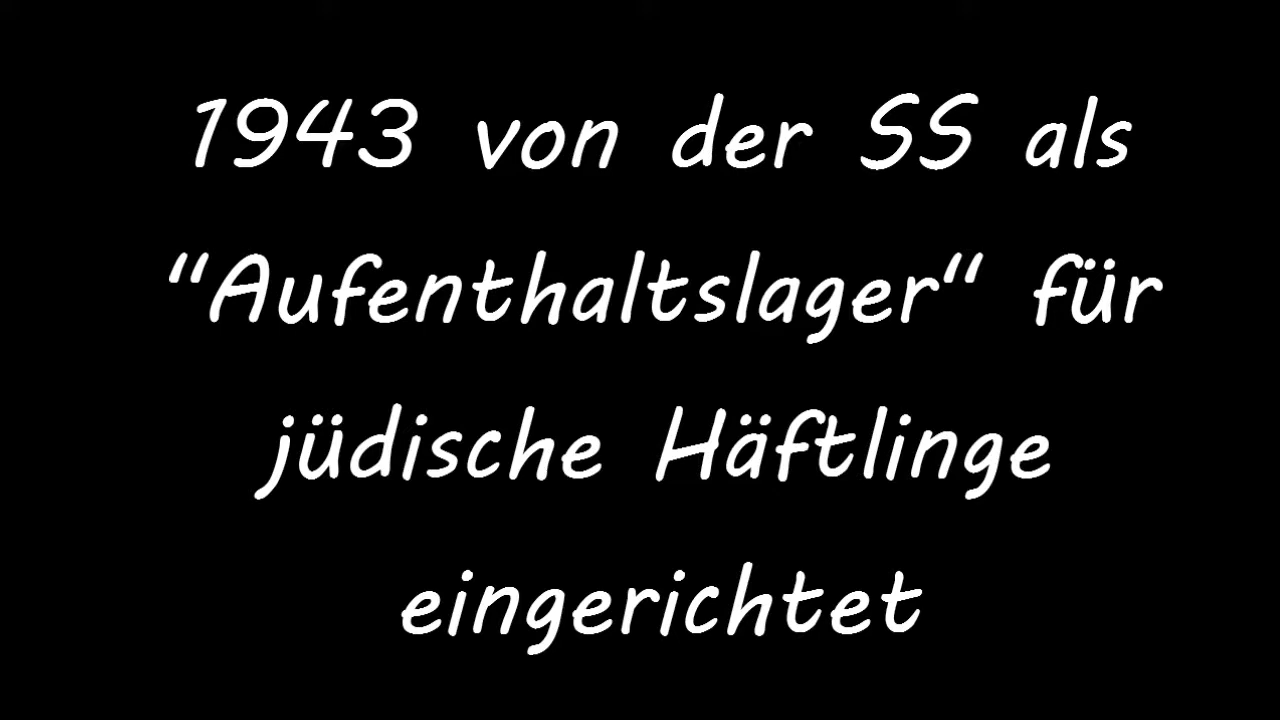 1943 von der SS als
“Aufenthaltslager“ für
jüdische Häftlinge
eingerichtet